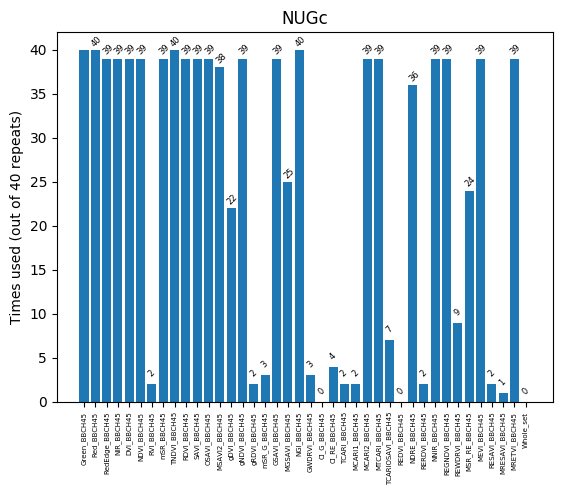 NUGc
Times used (out of 40 repeats)
40
35
30
25
20
15
10
5
0
40
39
39
39
39
2
39
40
39
39
39
38
22
39
2
3
39
25
40
3
0
4
2
2
39
39
7
0
36
2
39
39
9
24
39
2
1
39
0
Green_BBCH45
Red_BBCH45
RedEdge_BBCH45
NIR_BBCH45
DVI_BBCH45
NDVI_BBCH45
RVI_BBCH45
mSR_BBCH45
TNDVI_BBCH45
RDVI_BBCH45
SAVI_BBCH45
OSAVI_BBCH45
MSAVI2_BBCH45
gDVI_BBCH45
gNDVI_BBCH45
gRDVI_BBCH45
mSR_G_BBCH45
GSAVI_BBCH45
MGSAVI_BBCH45
NGI_BBCH45
GWDRVI_BBCH45
CI_G_BBCH45
CI_RE_BBCH45
TCARI_BBCH45
MCARI1_BBCH45
MCARI2_BBCH45
MTCARI_BBCH45
TCARIOSAVI_BBCH45
REDVI_BBCH45
NDRE_BBCH45
RERDVI_BBCH45
NNIR_BBCH45
REGNDVI_BBCH45
REWDRVI_BBCH45
MSR_RE_BBCH45
MEVI_BBCH45
RESAVI_BBCH45
MRESAVI_BBCH45
MRETVI_BBCH45
Whole_set